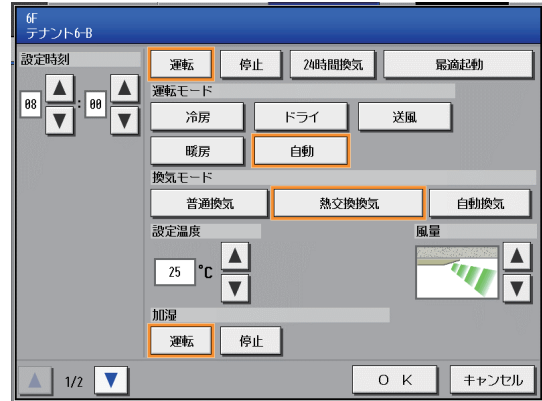 6F
テナント6-B
設定時刻
08 : 00
運転 停止 24時間換気 最適起動
運転モード
冷房 ドライ 送風
暖房 自動
換気モード
普通換気 熱交換換気 自動換気
設定温度 風量
25 °C
加湿
運転 停止
1/2 OK キャンセル